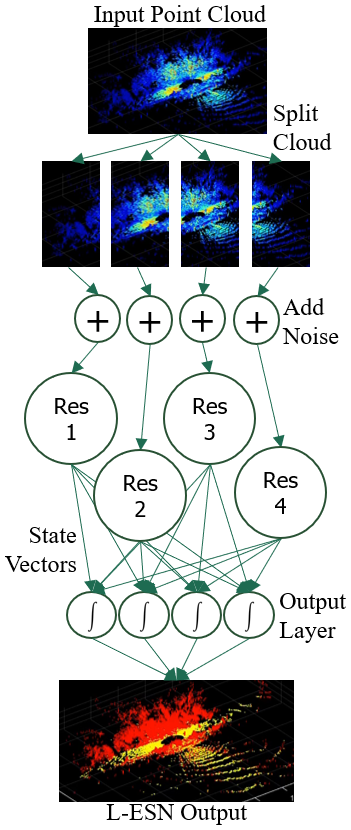 Input Point Cloud
Split
Cloud
+ + + +
Add
Noise
Res
1
Res
3
Res
2
Res
4
State
Vectors
∫ ∫ ∫ ∫
Output
Layer
L-ESN Output